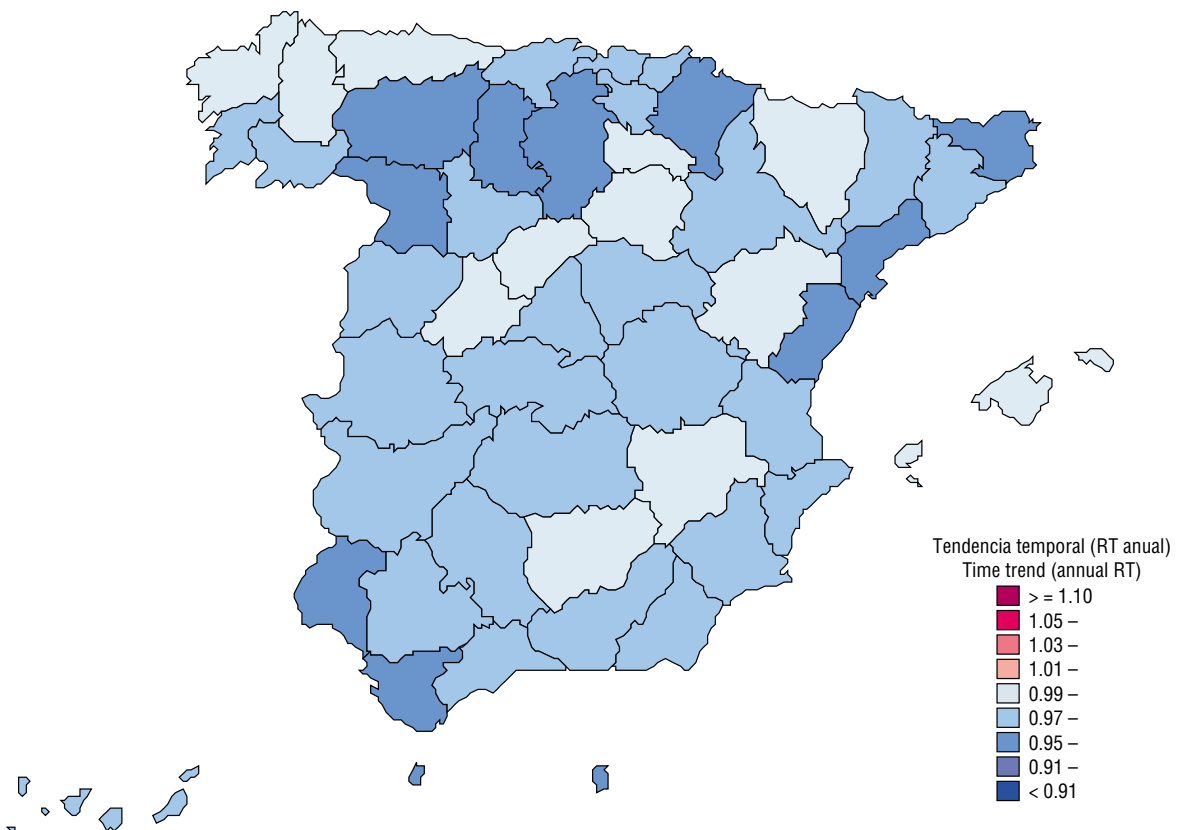 Tendencia temporal (RT anual)
Time trend (annual RT)
> = 1.10
1.05 –
1.03 –
1.01 –
0.99 –
0.97 –
0.95 –
0.91 –
< 0.91